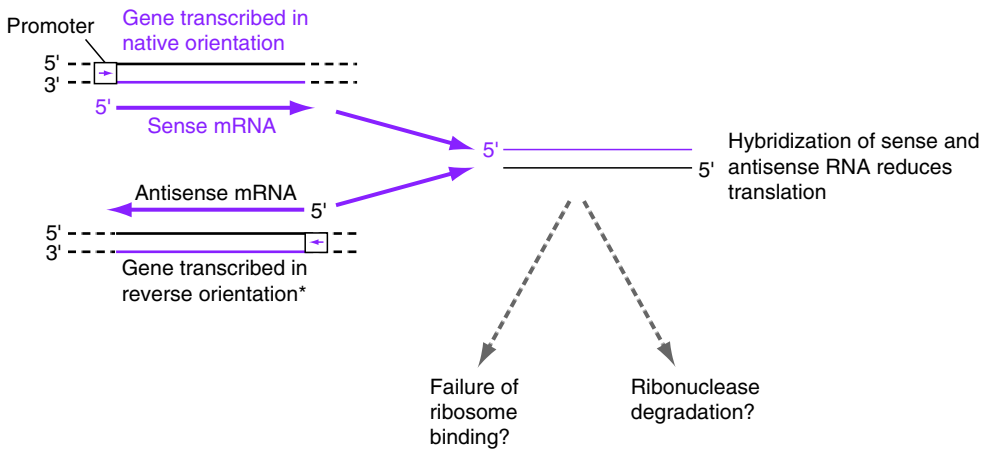 Promoter
Gene transcribed in
native orientation
5'
3'
5'
Sense mRNA
Antisense mRNA
5'
5'
3'
Gene transcribed in
reverse orientation*
5'
5'
Hybridization of sense and
antisense RNA reduces
translation
Failure of
ribosome
binding?
Ribonuclease
degradation?